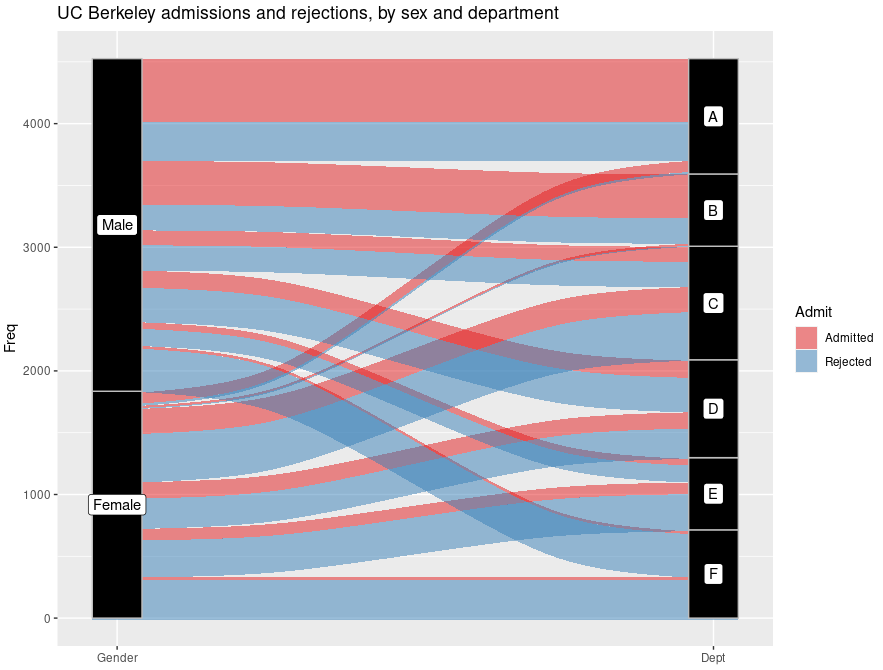 UC Berkeley admissions and rejections, by sex and department
Freq
4000
3000
2000
1000
0
Male
Female
A
B
C
D
E
F
Gender
Dept
Admit
Admitted
Rejected